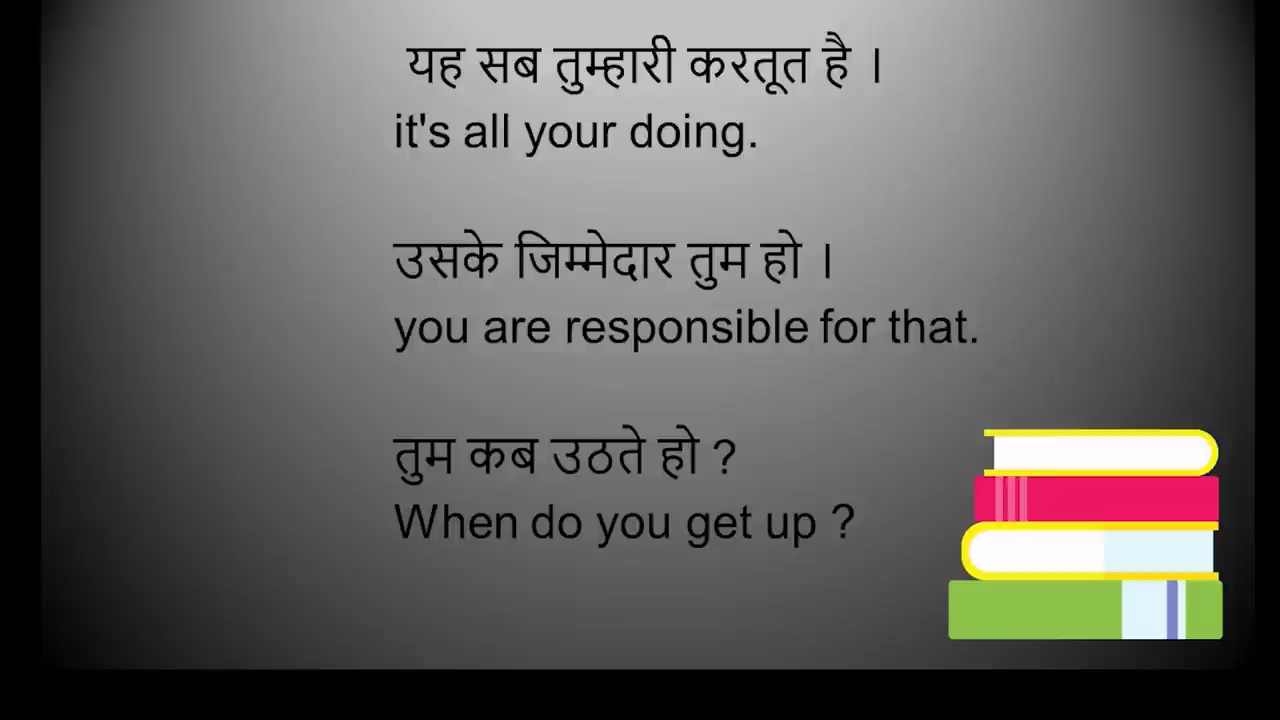 यह सब तुम्हारी करतूत है ।
it's all your doing.
उसके जिम्मेदार तुम हो ।
you are responsible for that.
तुम कब उठते हो ?
When do you get up ?